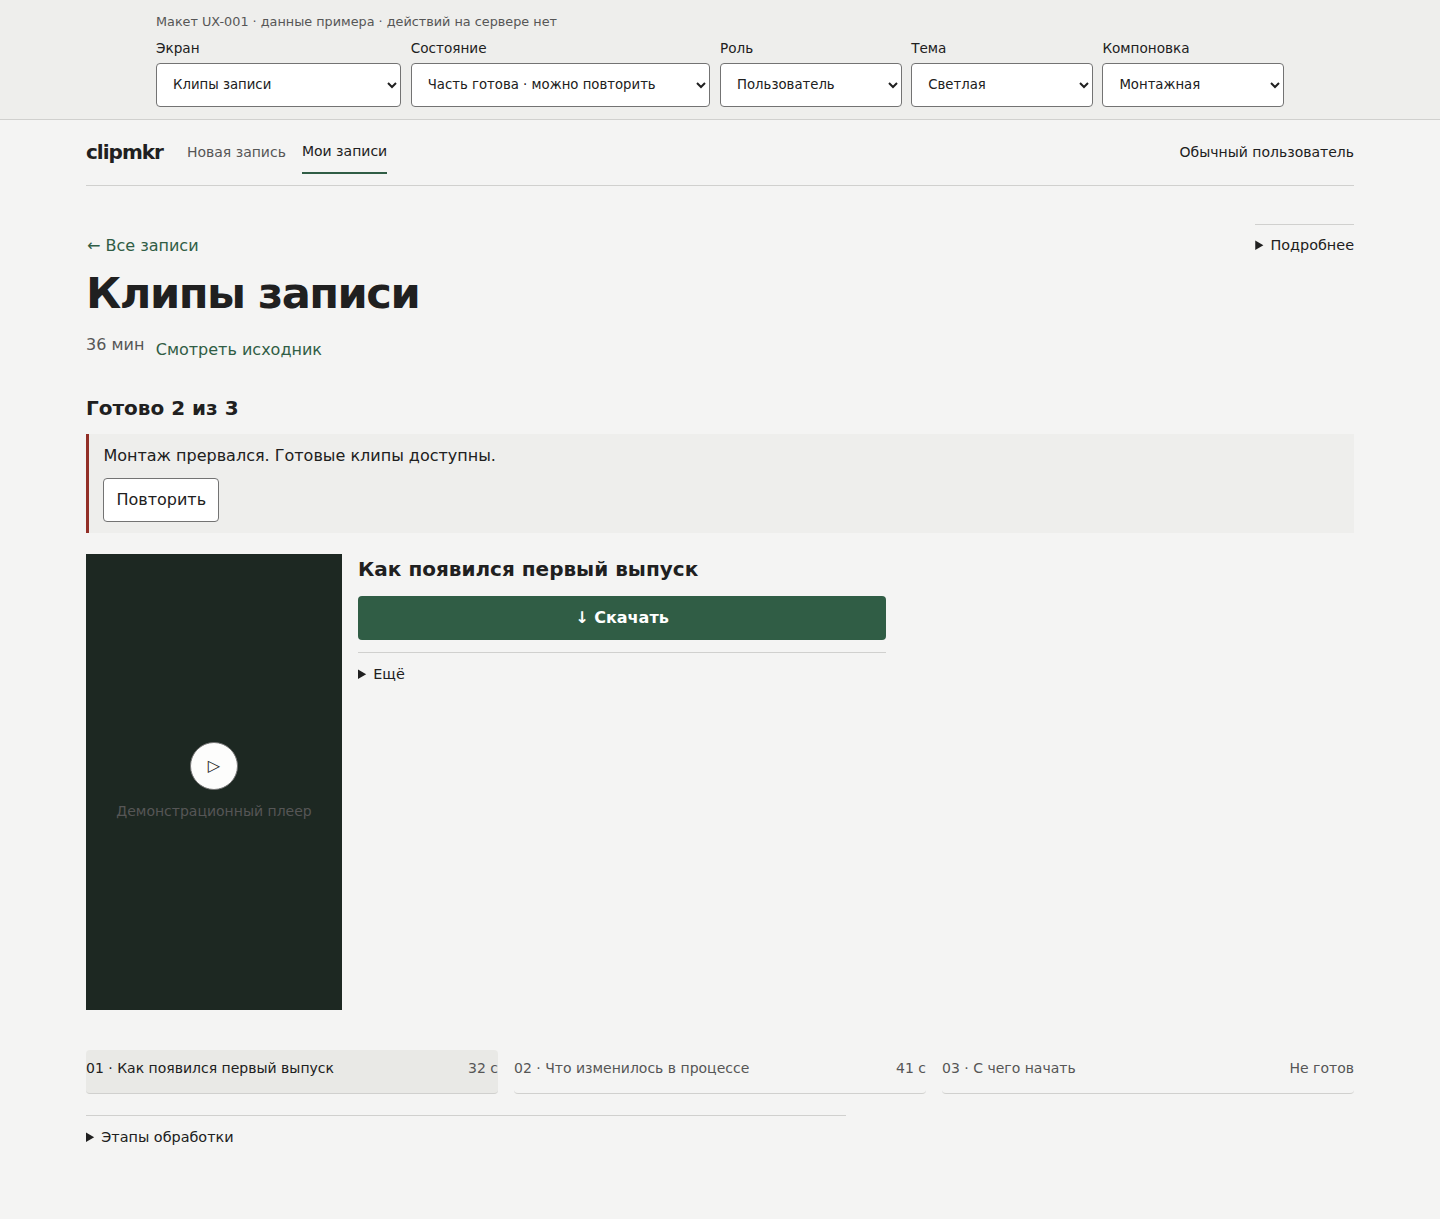 Макет UX-001 · данные примера · действий на сервере нет
Экран Состояние Роль Тема Компоновка
Клипы записи Часть готова · можно повторить Пользователь Светлая Монтажная
clipmkr Новая запись Мои записи Обычный пользователь
← Все записи ▶ Подробнее
Клипы записи
36 мин Смотреть исходник
Готово 2 из 3
Монтаж прервался. Готовые клипы доступны.
Повторить
Как появился первый выпуск
↓ Скачать
▶ Ещё
Демонстрационный плеер
01 · Как появился первый выпуск 32 с 02 · Что изменилось в процессе 41 с 03 · С чего начать Не готов
▶ Этапы обработки